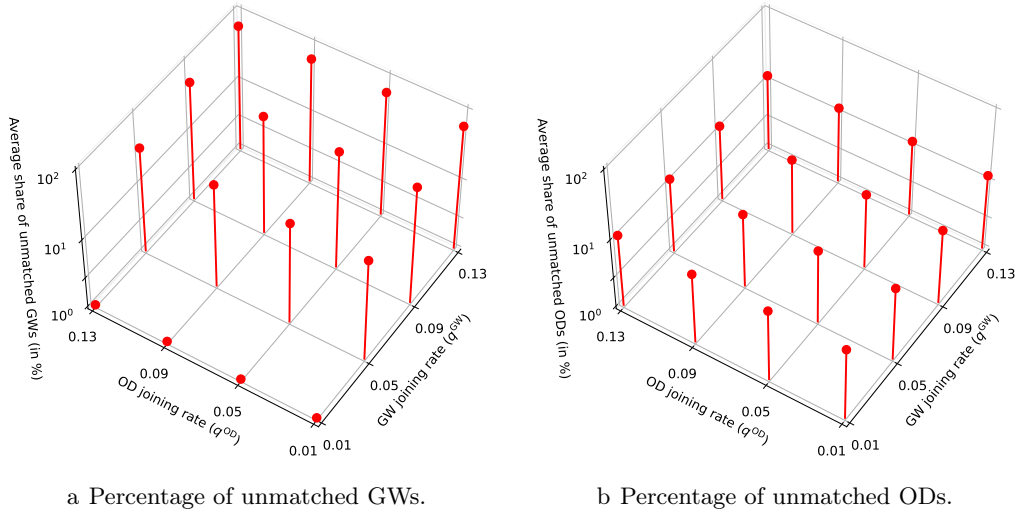 Average share of unmatched GWs (in %)
10²
10¹
10⁰
0.13
0.09
0.05
0.01
OD joining rate (q^OD)
0.01
0.05
0.09
0.13
GW joining rate (q^GW)
a Percentage of unmatched GWs.
Average share of unmatched ODs (in %)
10²
10¹
10⁰
0.13
0.09
0.05
0.01
OD joining rate (q^OD)
0.01
0.05
0.09
0.13
GW joining rate (q^GW)
b Percentage of unmatched ODs.